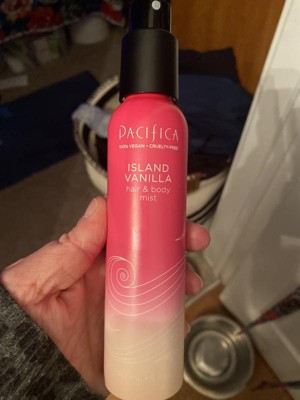 PACIFICA
100% VEGAN • CRUELTY-FREE
ISLAND
VANILLA
hair & body
mist